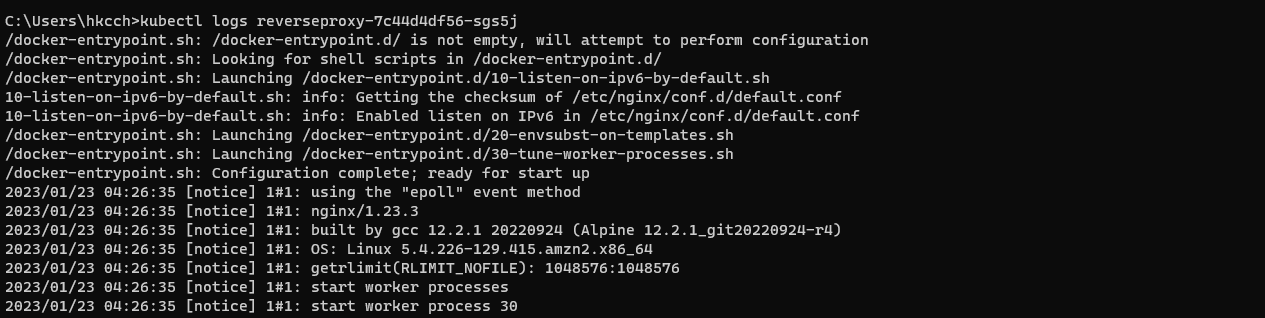 C:\Users\hkcch>kubectl logs reverseproxy-7c44d4df56-sgs5j
/docker-entrypoint.sh: /docker-entrypoint.d/ is not empty, will attempt to perform configuration
/docker-entrypoint.sh: Looking for shell scripts in /docker-entrypoint.d/
/docker-entrypoint.sh: Launching /docker-entrypoint.d/10-listen-on-ipv6-by-default.sh
10-listen-on-ipv6-by-default.sh: info: Getting the checksum of /etc/nginx/conf.d/default.conf
10-listen-on-ipv6-by-default.sh: info: Enabled listen on IPv6 in /etc/nginx/conf.d/default.conf
/docker-entrypoint.sh: Launching /docker-entrypoint.d/20-envsubst-on-templates.sh
/docker-entrypoint.sh: Launching /docker-entrypoint.d/30-tune-worker-processes.sh
/docker-entrypoint.sh: Configuration complete; ready for start up
2023/01/23 04:26:35 [notice] 1#1: using the "epoll" event method
2023/01/23 04:26:35 [notice] 1#1: nginx/1.23.3
2023/01/23 04:26:35 [notice] 1#1: built by gcc 12.2.1 20220924 (Alpine 12.2.1_git20220924-r4)
2023/01/23 04:26:35 [notice] 1#1: OS: Linux 5.4.226-129.415.amzn2.x86_64
2023/01/23 04:26:35 [notice] 1#1: getrlimit(RLIMIT_NOFILE): 1048576:1048576
2023/01/23 04:26:35 [notice] 1#1: start worker processes
2023/01/23 04:26:35 [notice] 1#1: start worker process 30